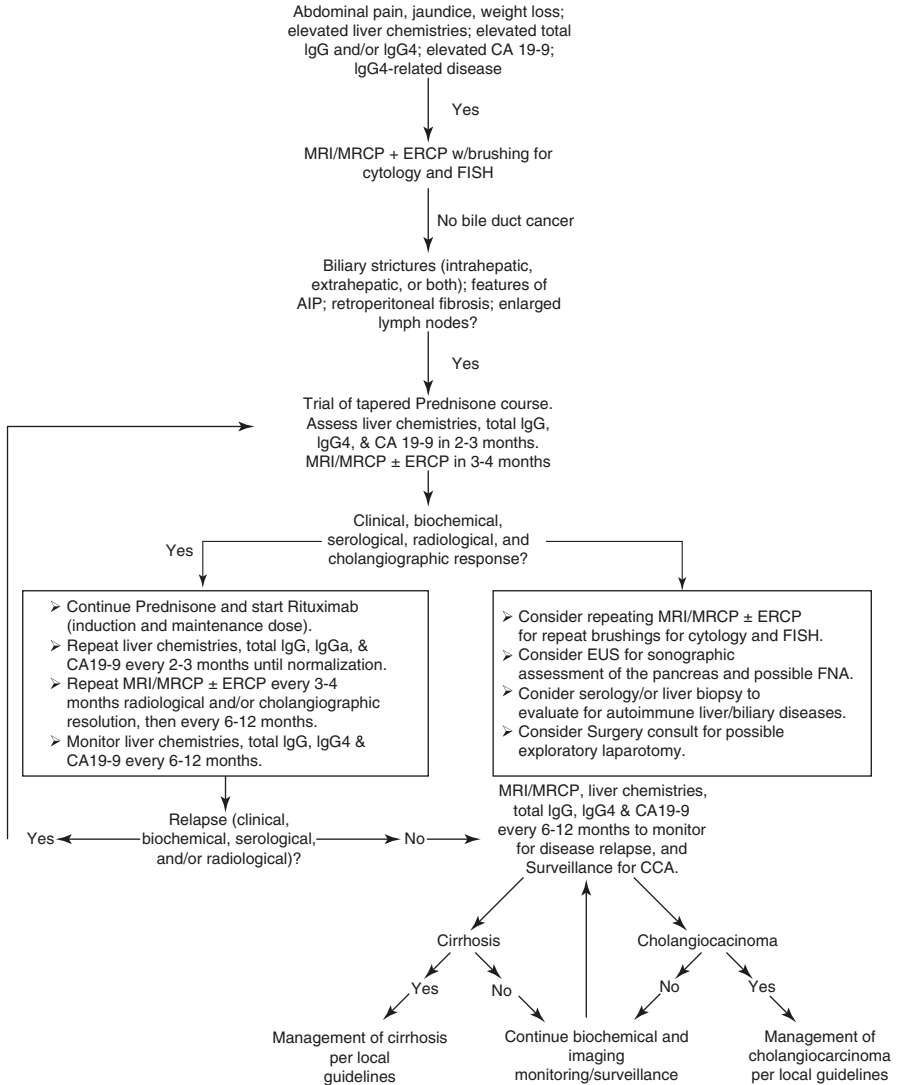 Abdominal pain, jaundice, weight loss;
elevated liver chemistries; elevated total
IgG and/or IgG4; elevated CA 19-9;
IgG4-related disease
Yes
MRI/MRCP + ERCP w/brushing for
cytology and FISH
No bile duct cancer
Biliary strictures (intrahepatic,
extrahepatic, or both); features of
AIP; retroperitoneal fibrosis; enlarged
lymph nodes?
Yes
Trial of tapered Prednisone course.
Assess liver chemistries, total IgG,
IgG4, & CA 19-9 in 2-3 months.
MRI/MRCP ± ERCP in 3-4 months
Clinical, biochemical,
serological, radiological, and
cholangiographic response?
Yes
➢ Continue Prednisone and start Rituximab
(induction and maintenance dose).
➢ Repeat liver chemistries, total IgG, IgGa, &
CA19-9 every 2-3 months until normalization.
➢ Repeat MRI/MRCP ± ERCP every 3-4
months radiological and/or cholangiographic
resolution, then every 6-12 months.
➢ Monitor liver chemistries, total IgG, IgG4 &
CA19-9 every 6-12 months.
➢ Consider repeating MRI/MRCP ± ERCP
for repeat brushings for cytology and FISH.
➢ Consider EUS for sonographic
assessment of the pancreas and possible FNA.
➢ Conider serology/or liver biopsy to
evaluate for autoimmune liver/biliary diseases.
➢ Consider Surgery consult for possible
exploratory laparotomy.
Relapse (clinical,
biochemical, serological,
and/or radiological)?
Yes
No
MRI/MRCP, liver chemistries,
total IgG, IgG4 & CA19-9
every 6-12 months to monitor
for disease relapse, and
Surveillance for CCA.
Cirrhosis
Cholangiocacinoma
Yes
No
No
Yes
Management of cirrhosis
per local
guidelines
Continue biochemical and
imaging
monitoring/surveillance
Management of
cholangiocarcinoma
per local guidelines